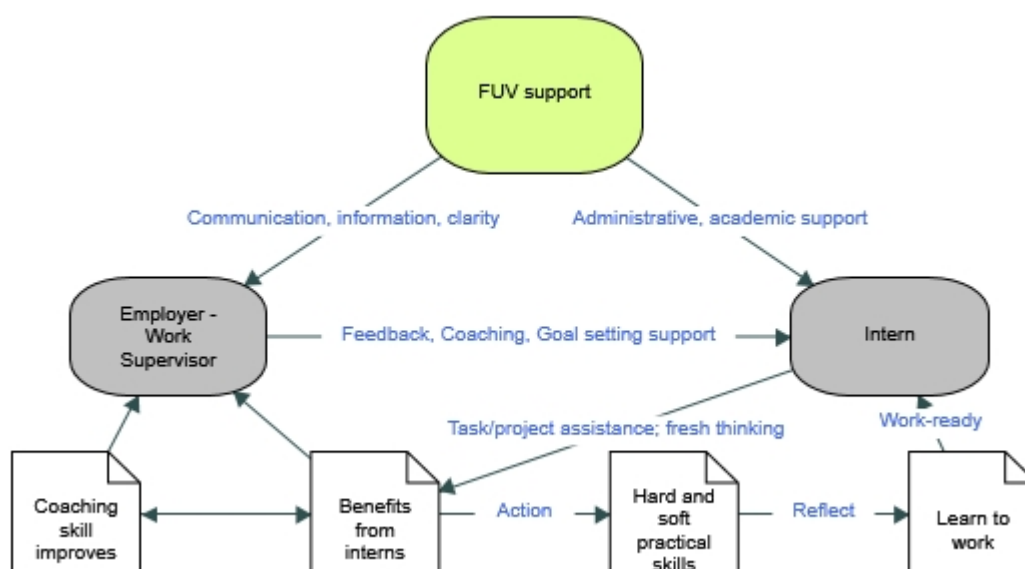 FUV support
Communication, information, clarity
Administrative, academic support
Employer -
Work
Supervisor
Feedback, Coaching, Goal setting support
Intern
Task/project assistance; fresh thinking
Work-ready
Coaching
skill
improves
Benefits
from
interns
Action
Hard and
soft
practical
skills
Reflect
Learn to
work